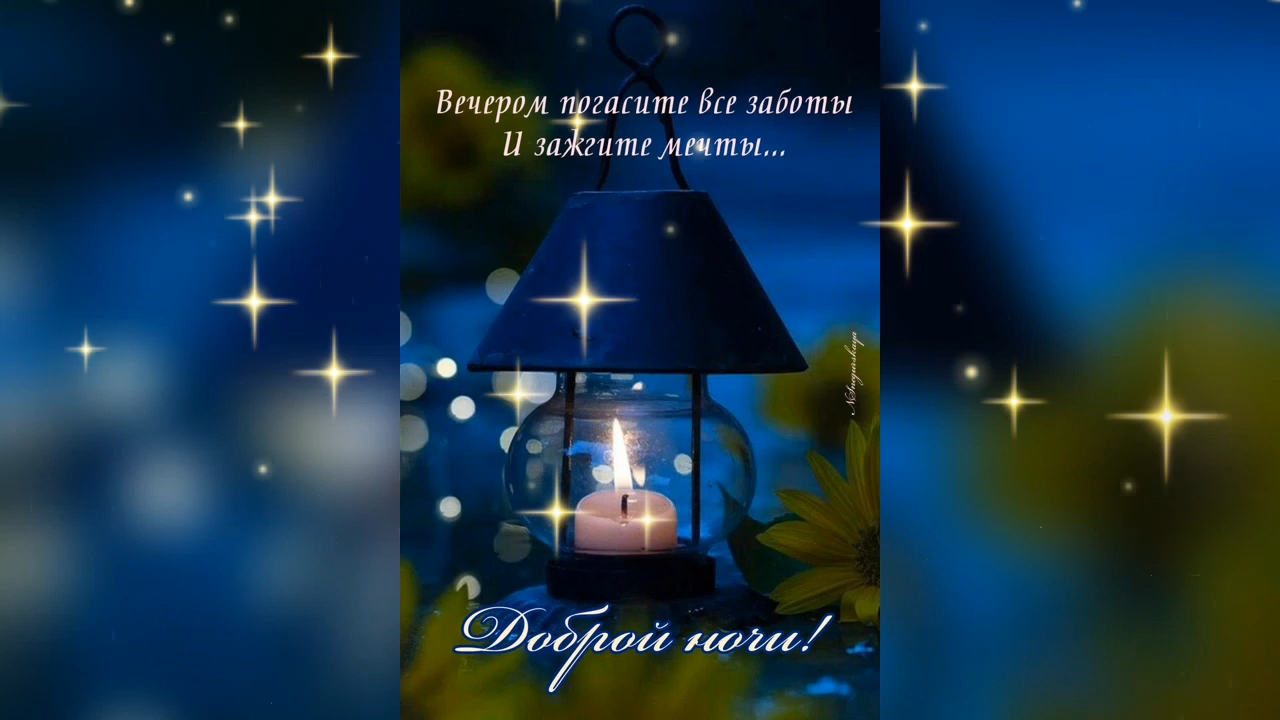 Вечером погасите все заботы
И зажгите мечты...
Доброй ночи!